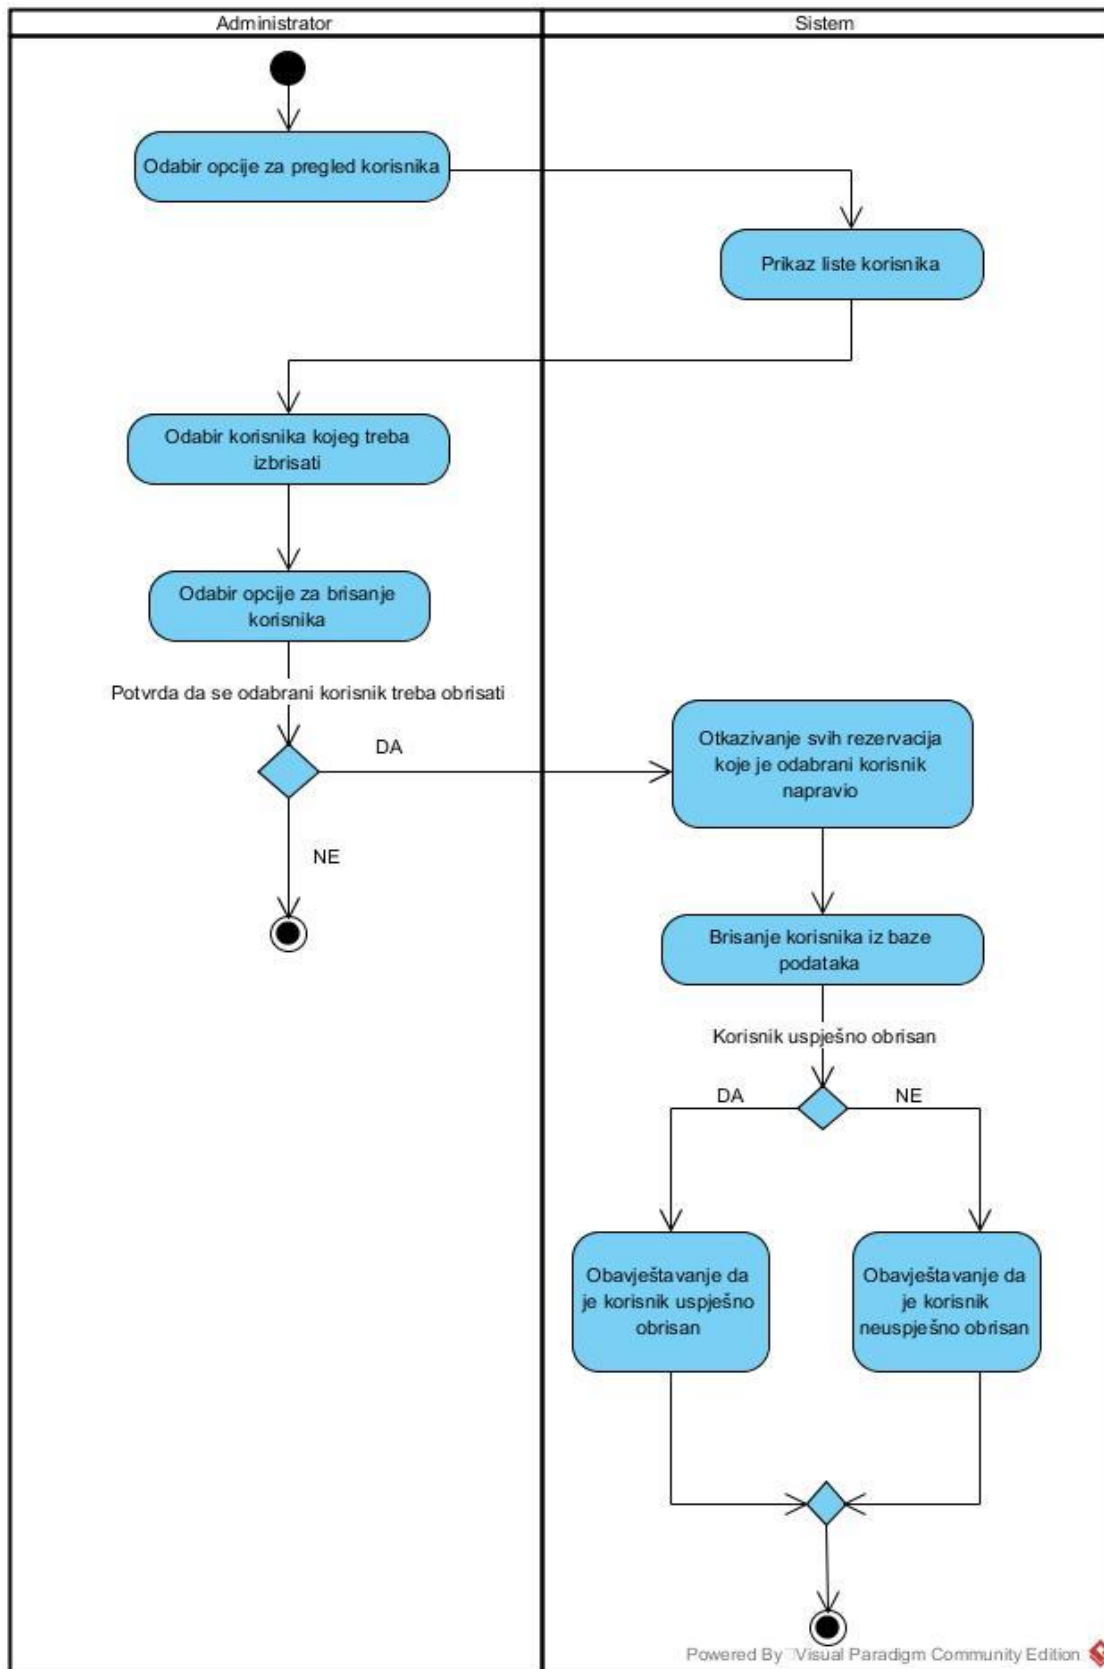 Administrator
Sistem
Odabir opcije za pregled korisnika
Prikaz liste korisnika
Odabir korisnika kojeg treba
izbrisati
Odabir opcije za brisanje
korisnika
Potvrda da se odabrani korisnik treba obrisati
DA
NE
Otkazivanje svih rezervacija
koje je odabrani korisnik
napravio
Brisanje korisnika iz baze
podataka
Korisnik uspješno obrisan
DA
NE
Obavještavanje da
je korisnik uspješno
obrisan
Obavještavanje da
je korisnik
neuspješno obrisan
Powered By Visual Paradigm Community Edition